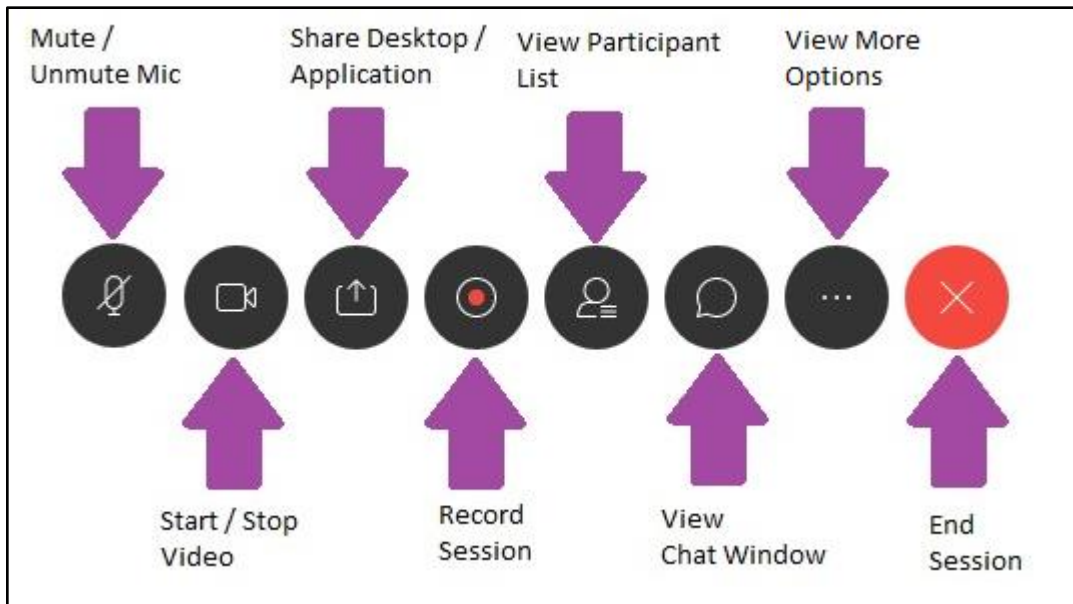 Mute /
Unmute Mic
Share Desktop /
Application
View Participant
List
View More
Options
Start / Stop
Video
Record
Session
View
Chat Window
End
Session